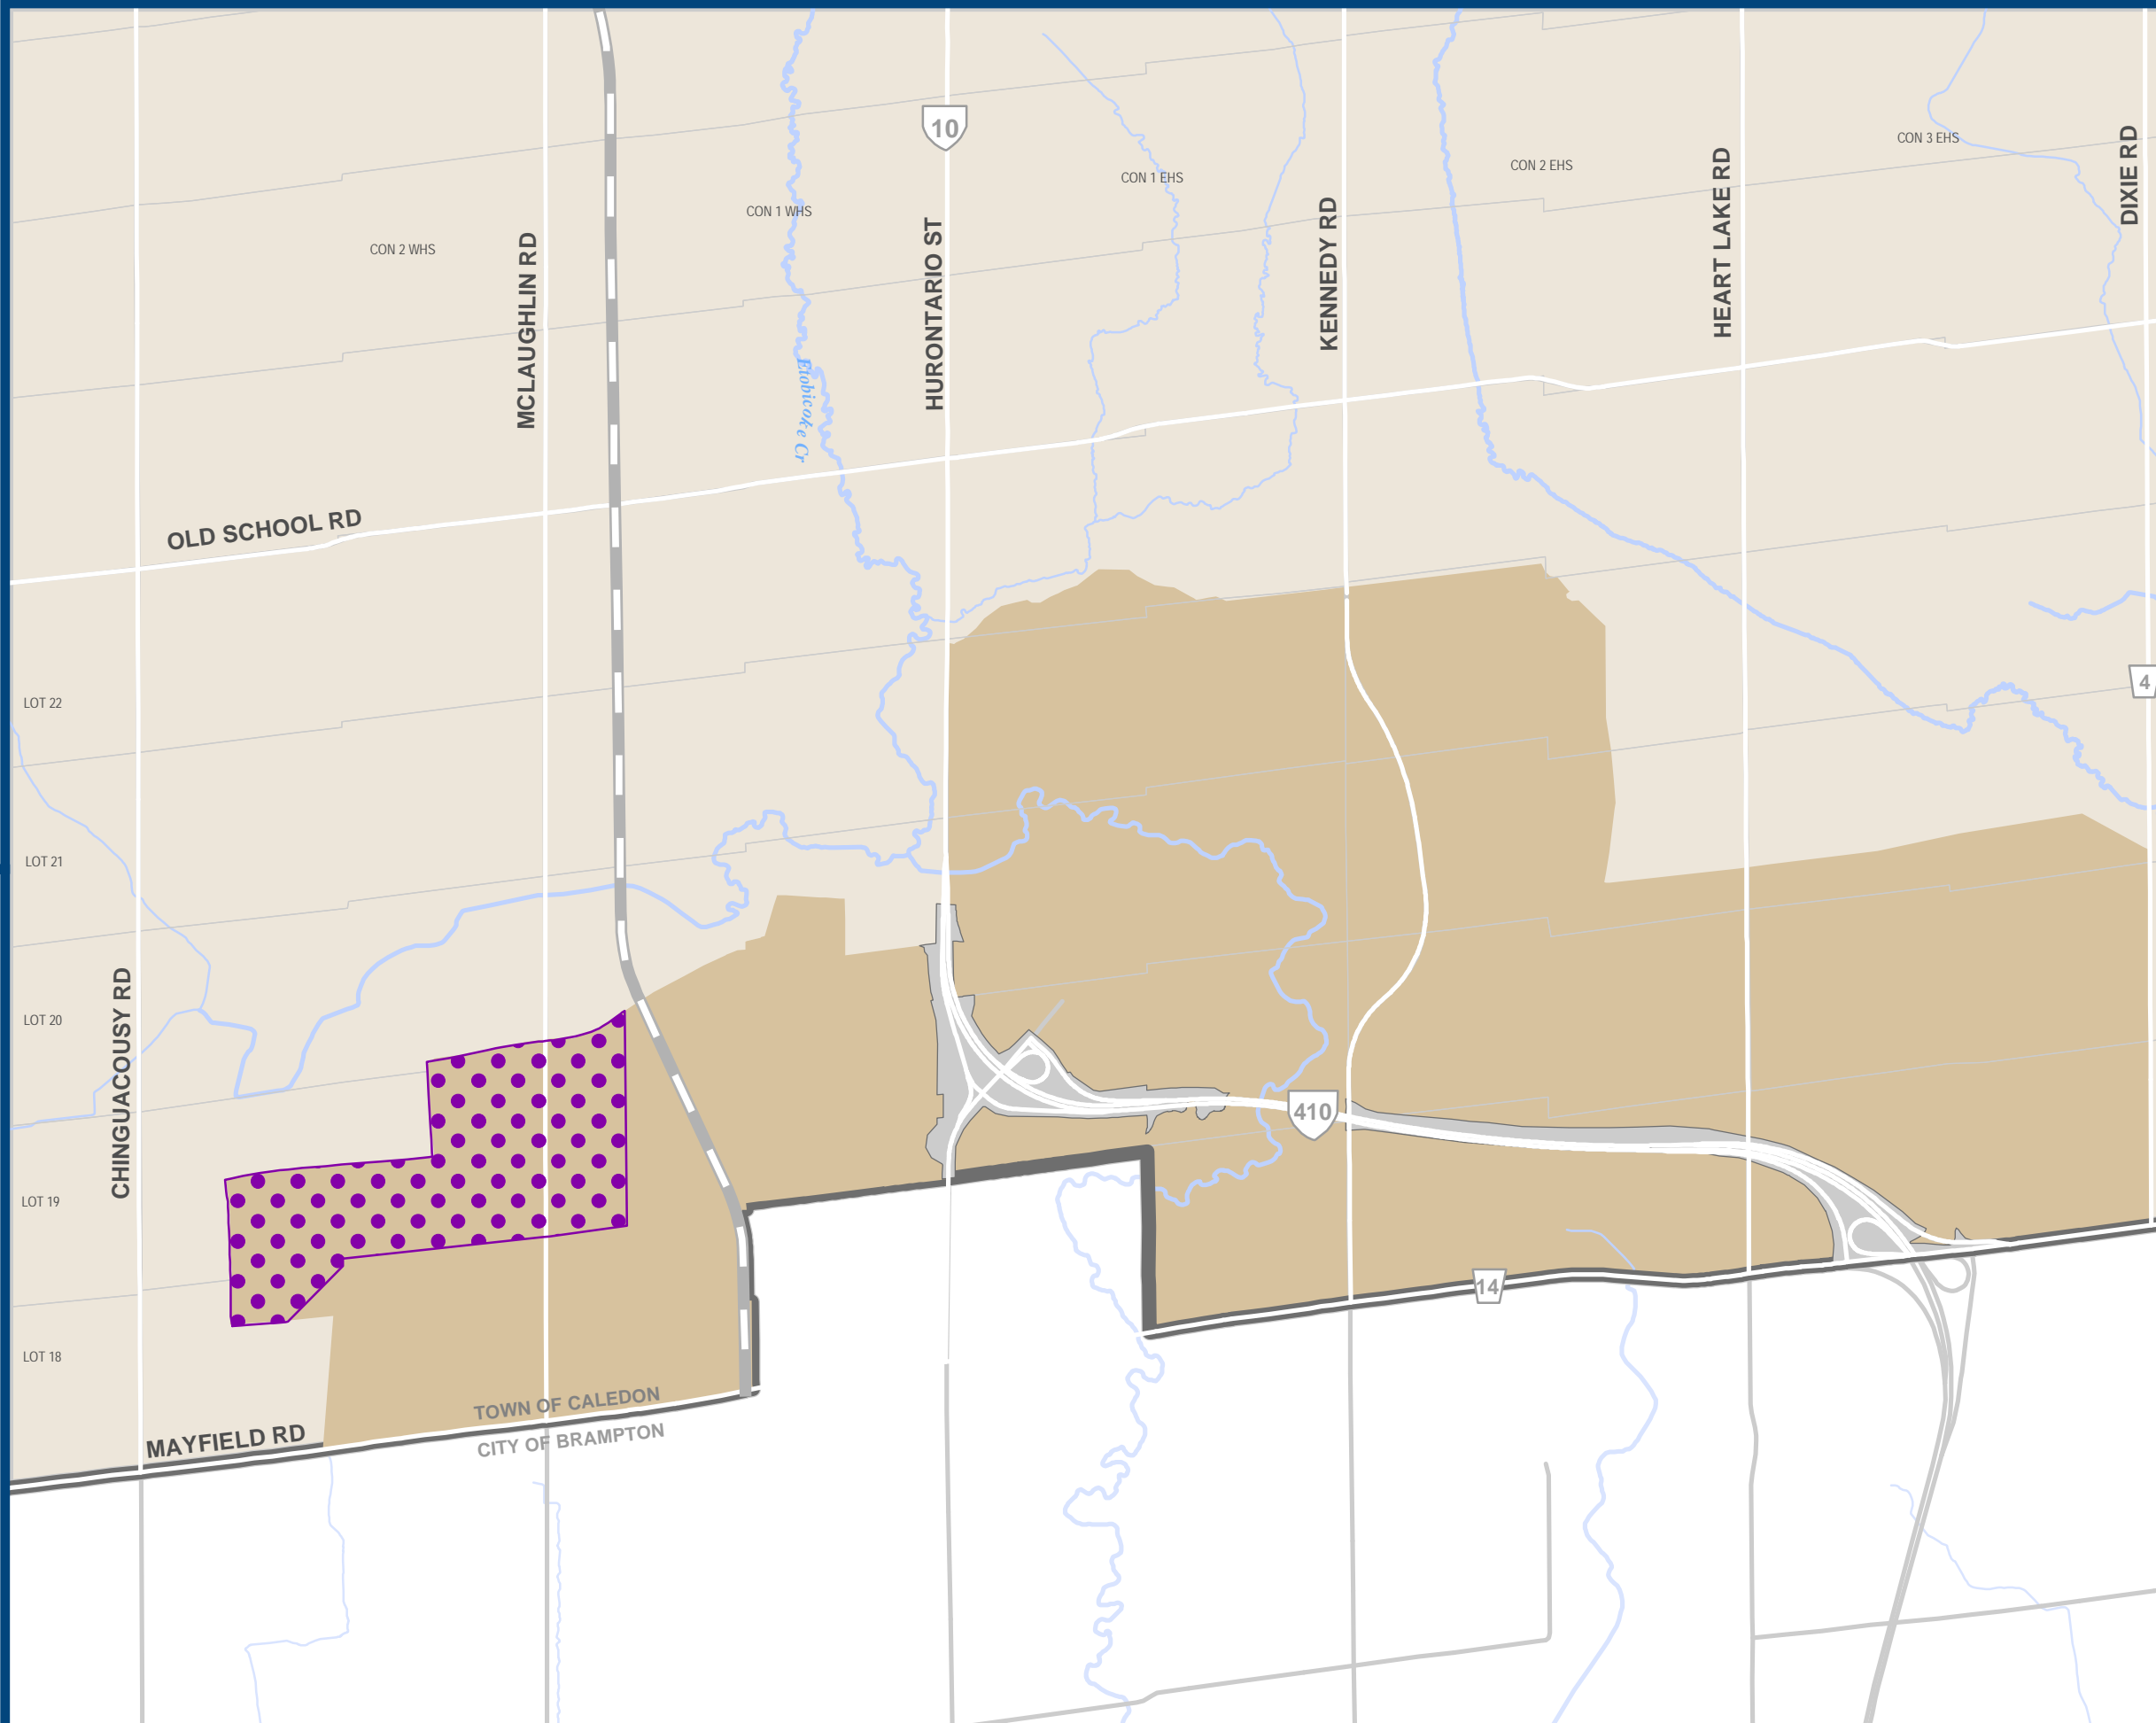 10
CON 3 EHS
DIXIE RD
CON 2 EHS
CON 1 EHS
CON 1 WHS
CON 2 WHS
MCLAUGHLIN RD
HURONTARIO ST
KENNEDY RD
HEART LAKE RD
Etobicoke Cr
OLD SCHOOL RD
4
LOT 22
LOT 21
LOT 20
CHINGUACOUSY RD
410
LOT 19
14
LOT 18
TOWN OF CALEDON
MAYFIELD RD
CITY OF BRAMPTON